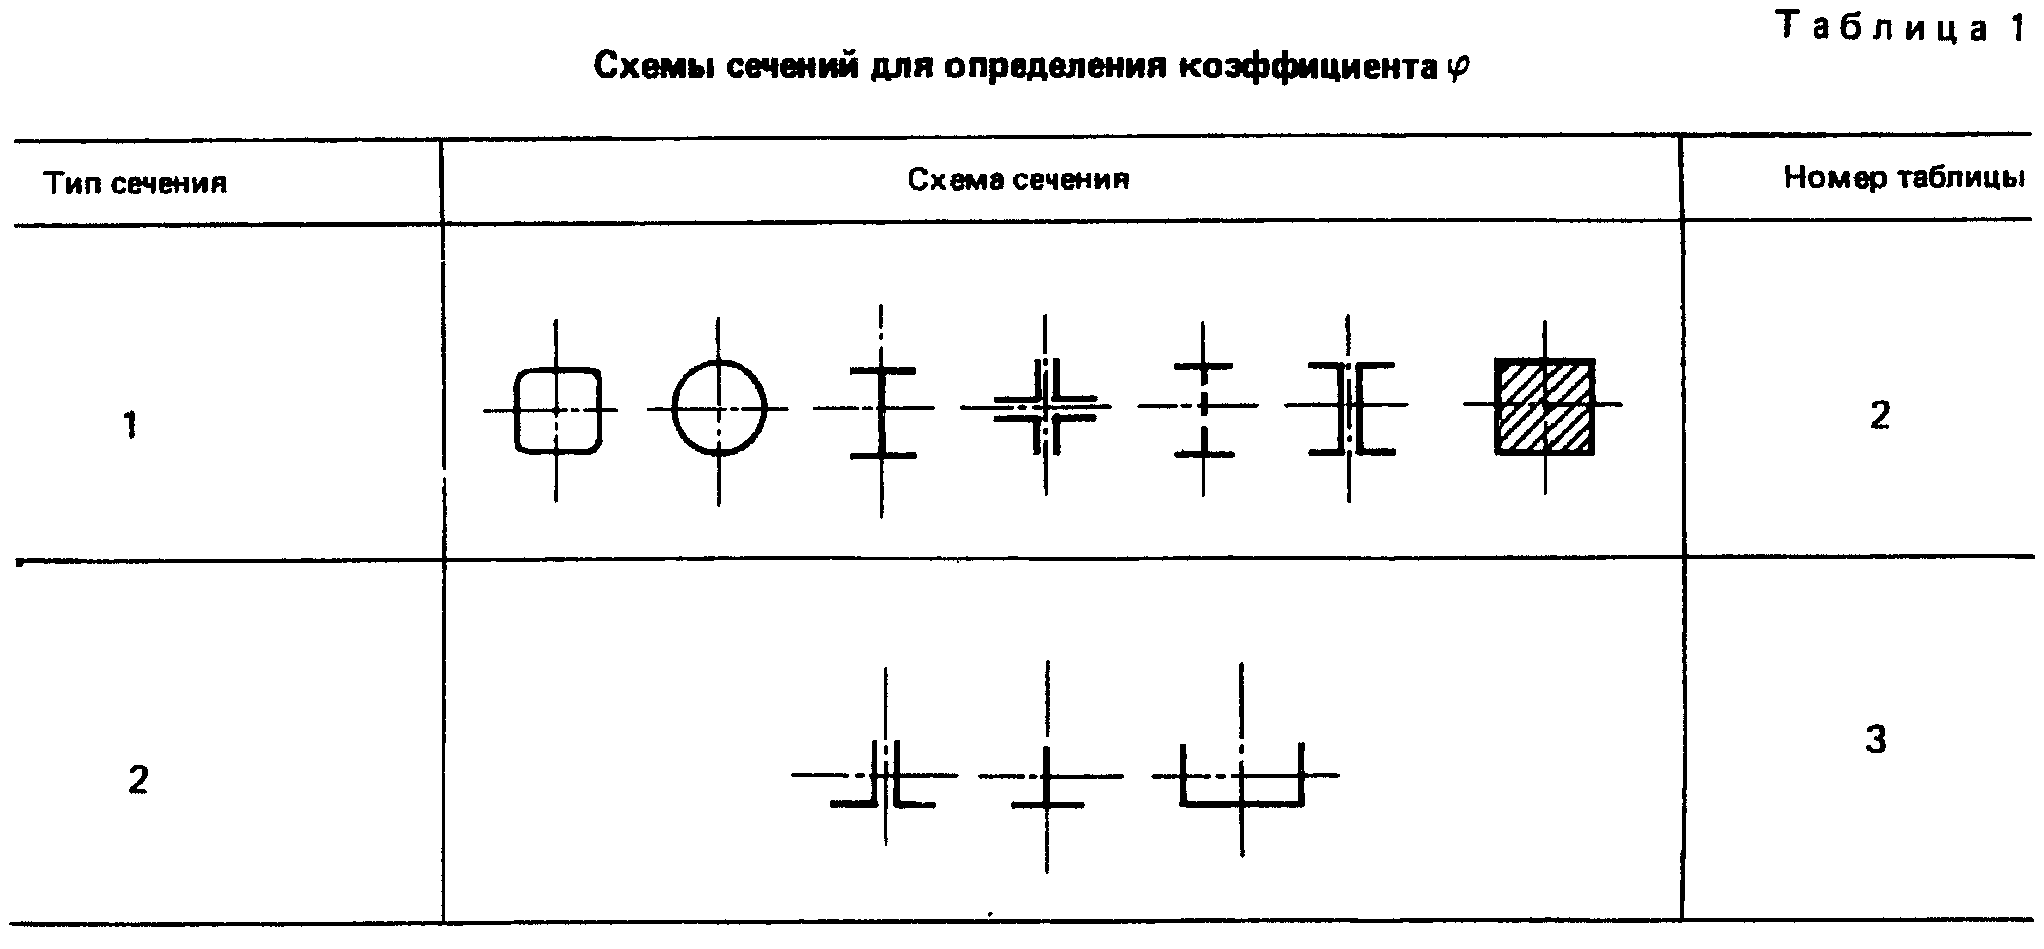 Таблица 1
Схемы сечений для определения коэффициента φ
Тип сечения
Схема сечения
Номер таблицы
1
2
2
3